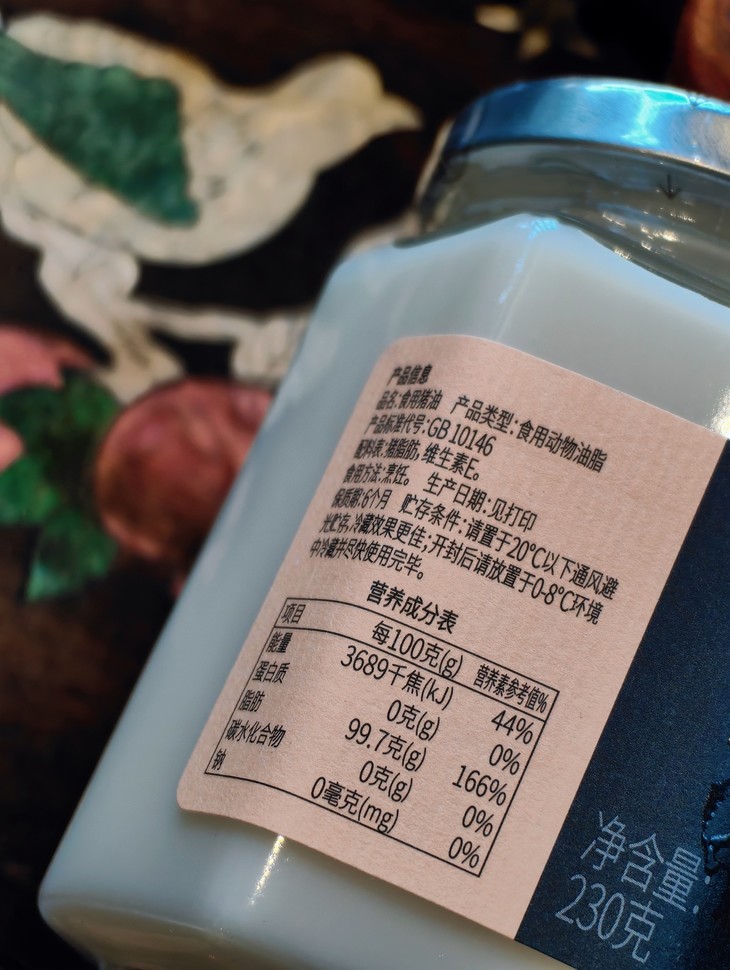 产品信息
品名:食用猪油 产品类型:食用动物油脂
产品标准代号:GB 10146
配料表:猪脂肪,维生素E。
食用方法:烹饪。 生产日期:见打印
保质期:6个月 贮存条件:请置于20℃以下通风避
光贮存,冷藏效果更佳;开封后请放置于0-8℃环境
中冷藏并尽快使用完毕。
营养成分表
项目 每100克(g) 营养素参考值%
能量 3689千焦(kJ) 44%
蛋白质 0克(g) 0%
脂肪 99.7克(g) 166%
碳水化合物 0克(g) 0%
钠 0毫克(mg) 0%
净含量:
230克